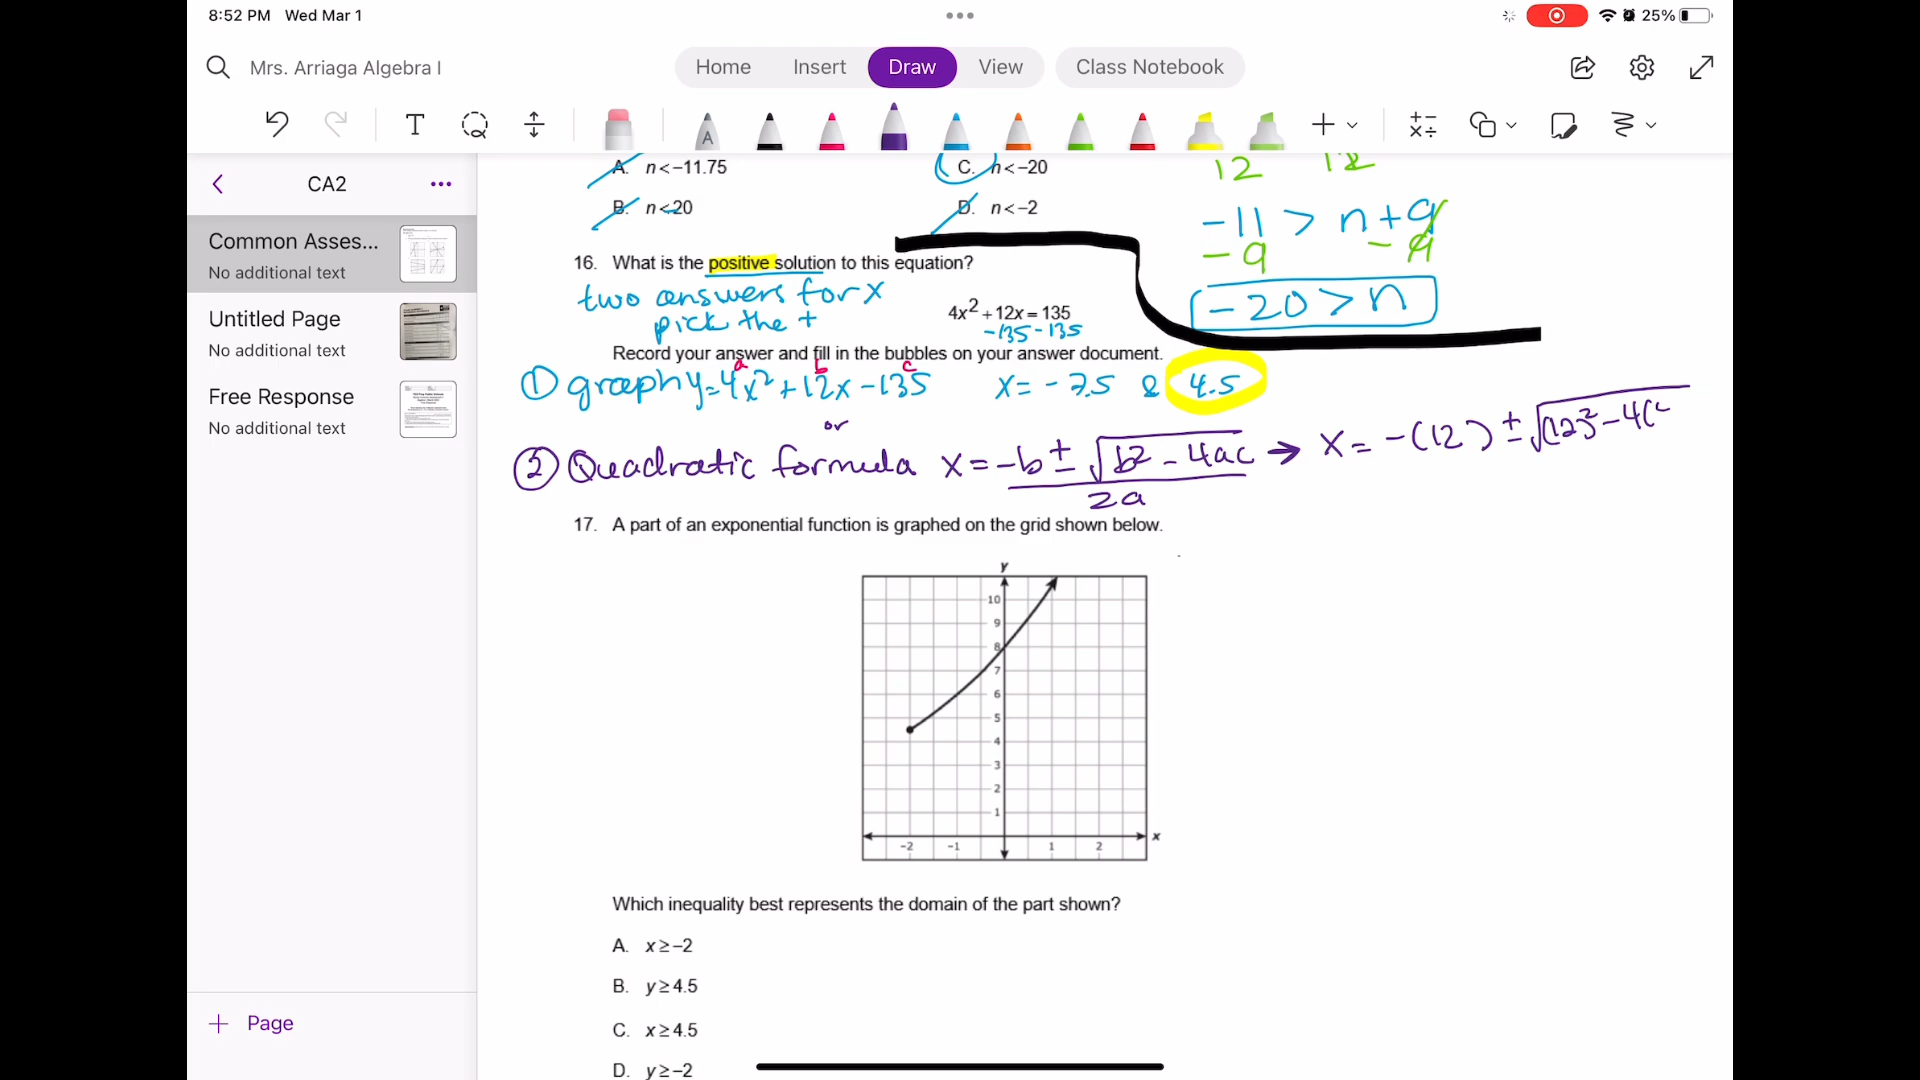 8:52 PM Wed Mar 1
25%
Mrs. Arriaga Algebra I
Home Insert Draw View Class Notebook
T
A
CA2
Common Asses...
No additional text
Untitled Page
No additional text
Free Response
No additional text
Page
12 12
A. n<-11.75 C. n<-20
B. n<20 D. n<-2
-11 > n+9
-9 -9
-20 > n
16. What is the positive solution to this equation?
two answers for x
pick the +
4x²+12x=135
-135 -135
Record your answer and fill in the bubbles on your answer document.
a b c
① graph y=4x²+12x-135 x=-7.5 & 4.5
or
② Quadratic formula x=-b±√b²-4ac → x=-(12)±√(12)²-4(
2a
17. A part of an exponential function is graphed on the grid shown below.
y
10
9
8
7
6
5
4
3
2
1
x
-2 -1 1 2
Which inequality best represents the domain of the part shown?
A. x≥-2
B. y≥4.5
C. x≥4.5
D. y≥-2